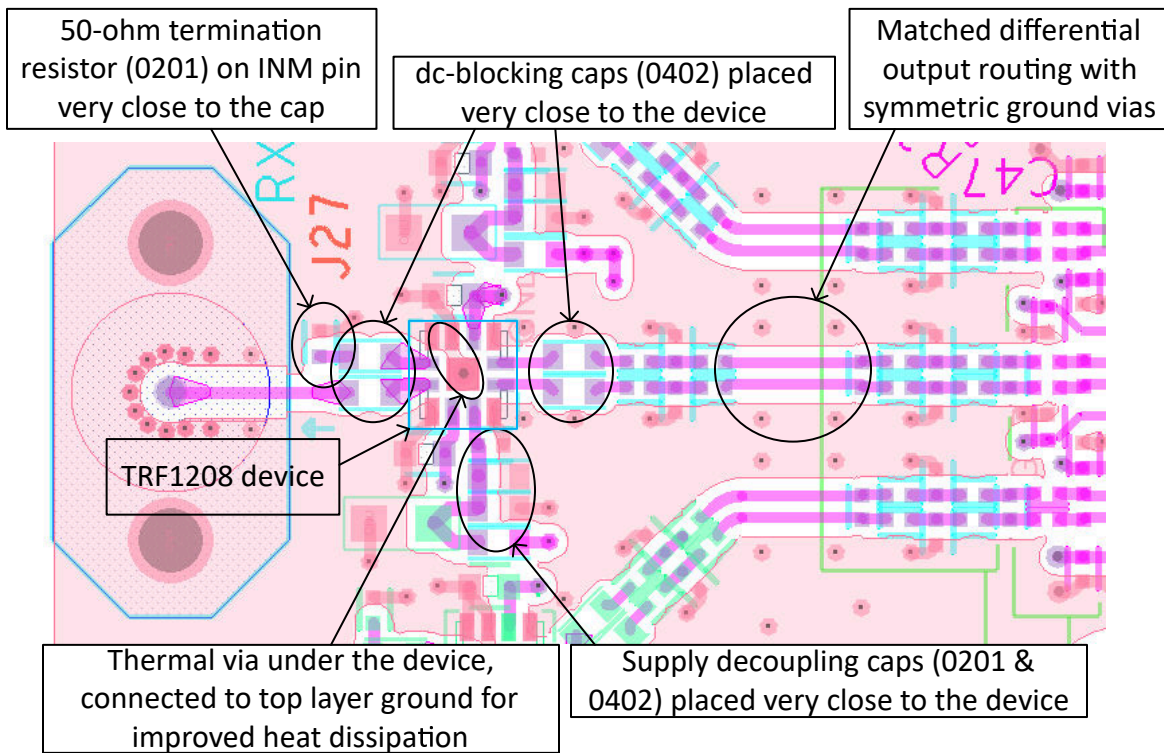 50-ohm termination
resistor (0201) on INM pin
very close to the cap
dc-blocking caps (0402) placed
very close to the device
Matched differential
output routing with
symmetric ground vias
RX
J27
C47
TRF1208 device
Thermal via under the device,
connected to top layer ground for
improved heat dissipation
Supply decoupling caps (0201 &
0402) placed very close to the device